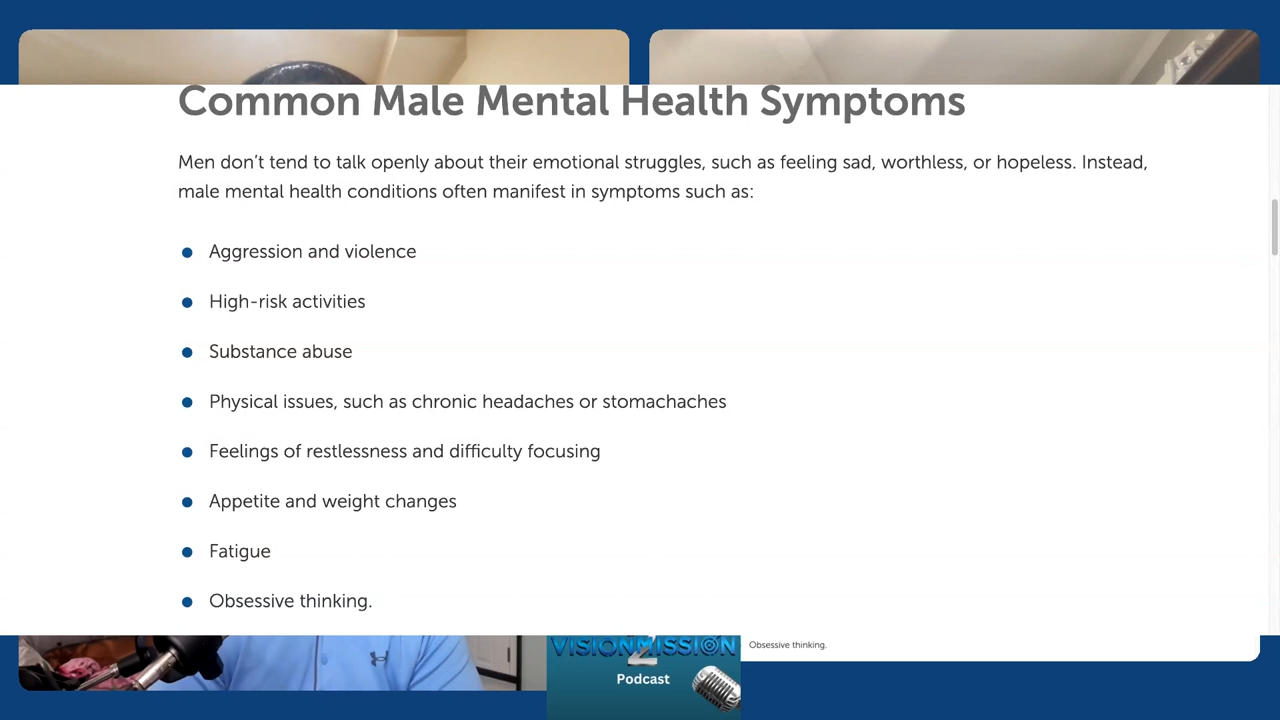 Common Male Mental Health Symptoms
Men don't tend to talk openly about their emotional struggles, such as feeling sad, worthless, or hopeless. Instead,
male mental health conditions often manifest in symptoms such as:
Aggression and violence
High-risk activities
Substance abuse
Physical issues, such as chronic headaches or stomachaches
Feelings of restlessness and difficulty focusing
Appetite and weight changes
Fatigue
Obsessive thinking.
Obsessive thinking.
VISION2MISSION
Podcast